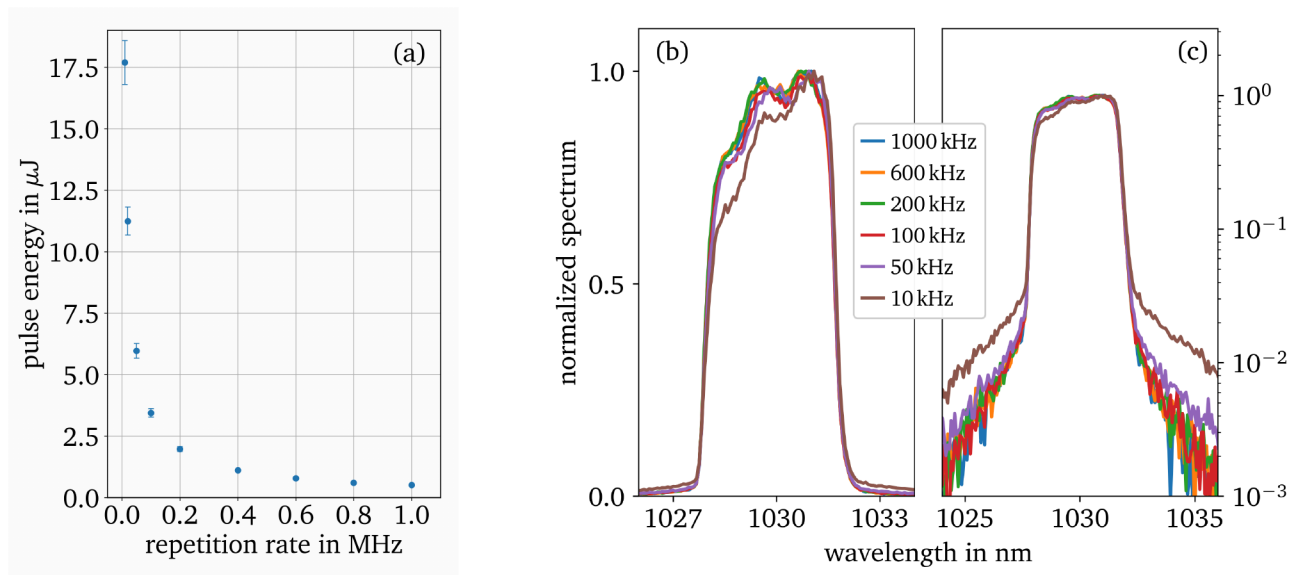 (a)
17.5
15.0
12.5
10.0
7.5
5.0
2.5
0.0
pulse energy in μJ
0.0 0.2 0.4 0.6 0.8 1.0
repetition rate in MHz
(b)
1.0
0.5
0.0
normalized spectrum
1027 1030 1033
1000 kHz
600 kHz
200 kHz
100 kHz
50 kHz
10 kHz
(c)
10⁰
10⁻¹
10⁻²
10⁻³
1025 1030 1035
wavelength in nm